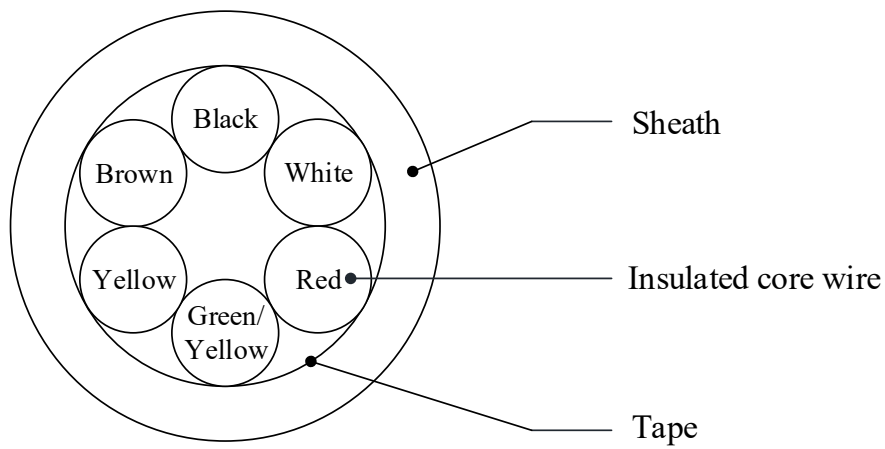 Black
Sheath
Brown
White
Yellow
Red
Insulated core wire
Green/
Yellow
Tape